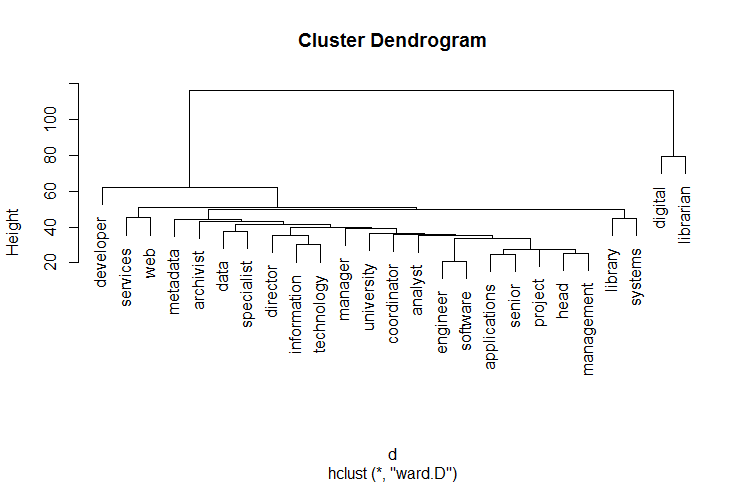 Cluster Dendrogram
Height
100
80
60
40
20
developer
services
web
metadata
archivist
data
specialist
director
information
technology
manager
university
coordinator
analyst
engineer
software
applications
senior
project
head
management
library
systems
digital
librarian
d
hclust (*, "ward.D")